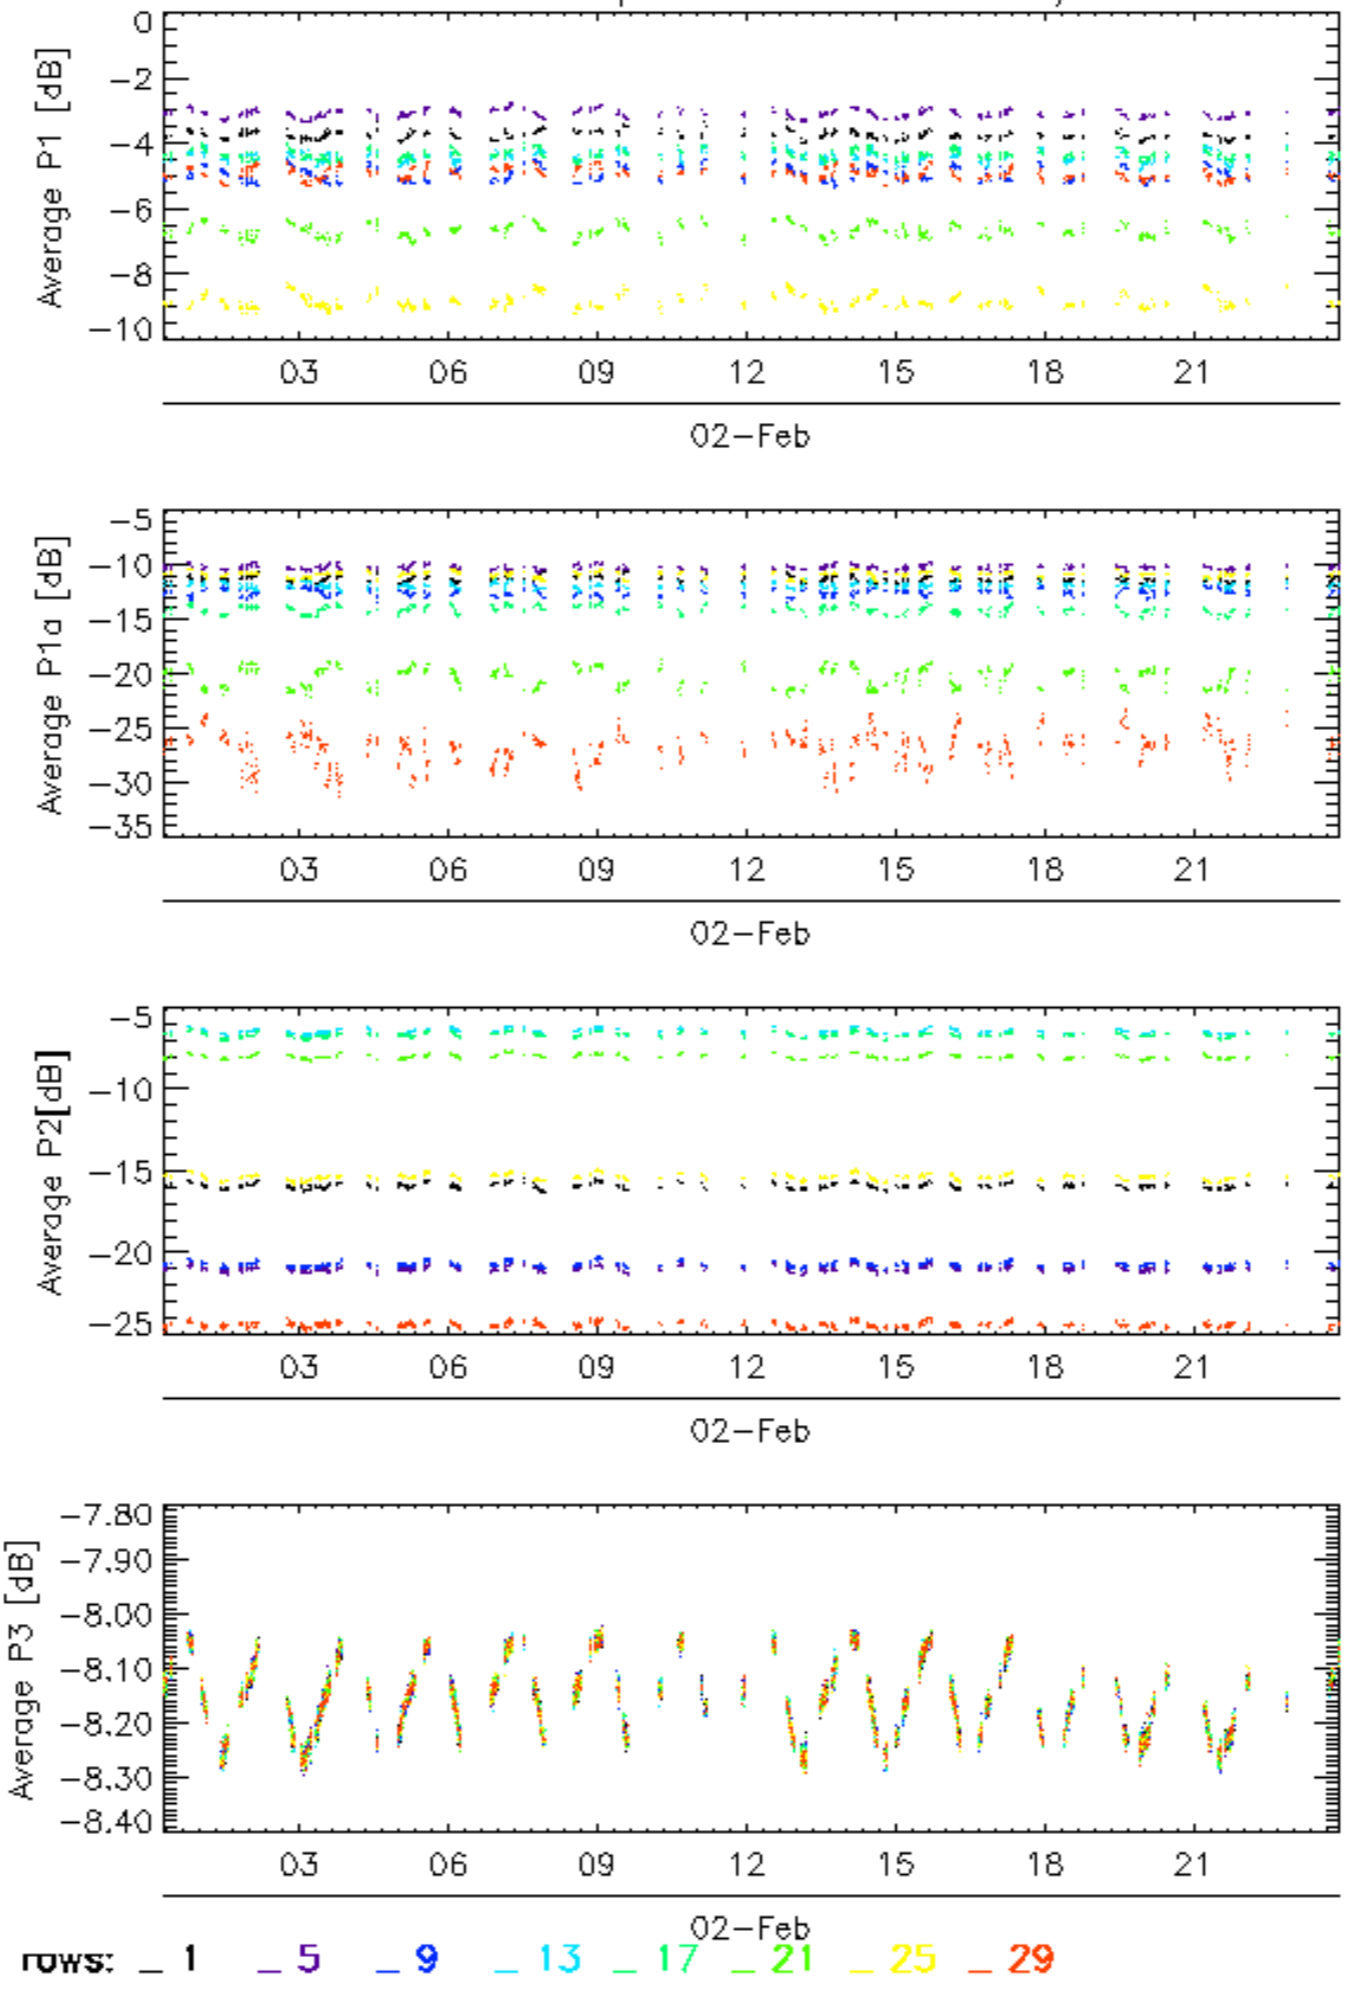 0
-2
-4
-6
-8
-10
Average P1 [dB]
03 06 09 12 15 18 21
02-Feb
-5
-10
-15
-20
-25
-30
-35
Average P1a [dB]
03 06 09 12 15 18 21
02-Feb
-5
-10
-15
-20
-25
Average P2[dB]
03 06 09 12 15 18 21
02-Feb
-7.80
-7.90
-8.00
-8.10
-8.20
-8.30
-8.40
Average P3 [dB]
03 06 09 12 15 18 21
02-Feb
rows: _ 1 _ 5 _ 9 _ 13 _ 17 _ 21 _ 25 _ 29